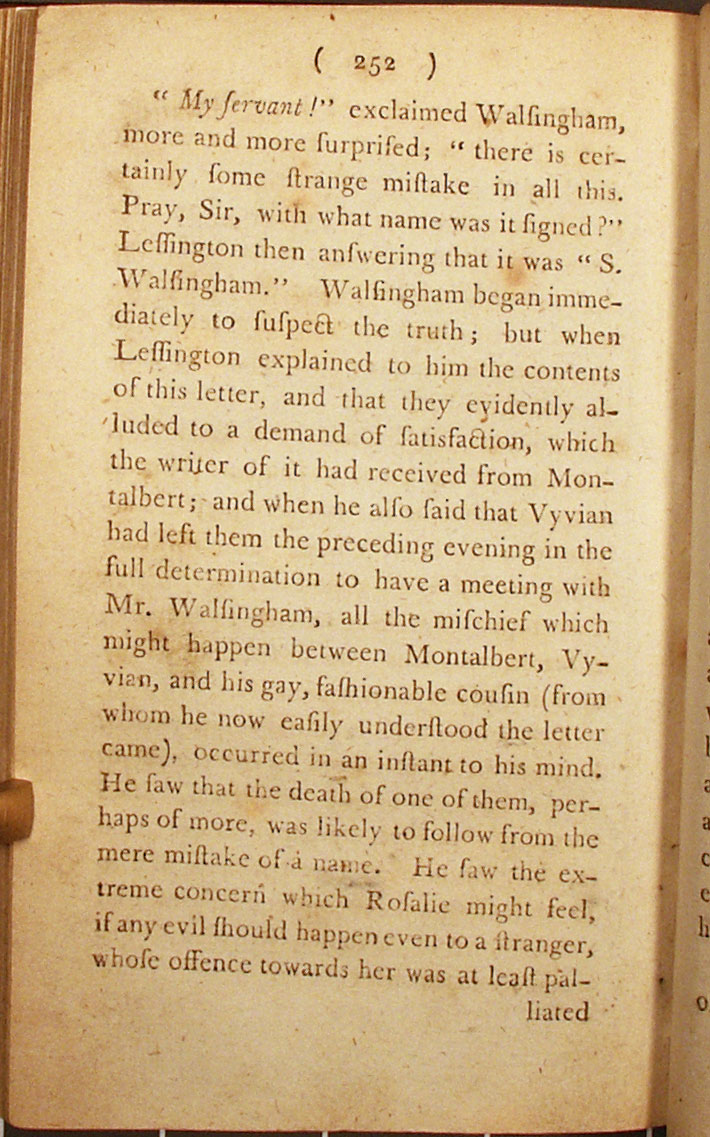 ( 252 )
“ My ſervant!” exclaimed Walſingham,
more and more ſurpriſed; “ there is cer-
tainly ſome ſtrange miſtake in all this.
Pray, Sir, with what name was it ſigned?”
Leſſington then anſwering that it was “ S.
Walſingham.” Walſingham began imme-
diately to ſuſpect the truth; but when
Leſſington explained to him the contents
of this letter, and that they evidently al-
luded to a demand of ſatisfaction, which
the writer of it had received from Mon-
talbert; and when he alſo ſaid that Vyvian
had left them the preceding evening in the
full determination to have a meeting with
Mr. Walſingham, all the miſchief which
might happen between Montalbert, Vy-
vian, and his gay, faſhionable couſin (from
whom he now eaſily underſtood the letter
came), occurred in an inſtant to his mind.
He ſaw that the death of one of them, per-
haps of more, was likely to follow from the
mere miſtake of a name. He ſaw the ex-
treme concern which Roſalie might feel,
if any evil ſhould happen even to a ſtranger,
whoſe offence towards her was at leaſt pal-
liated